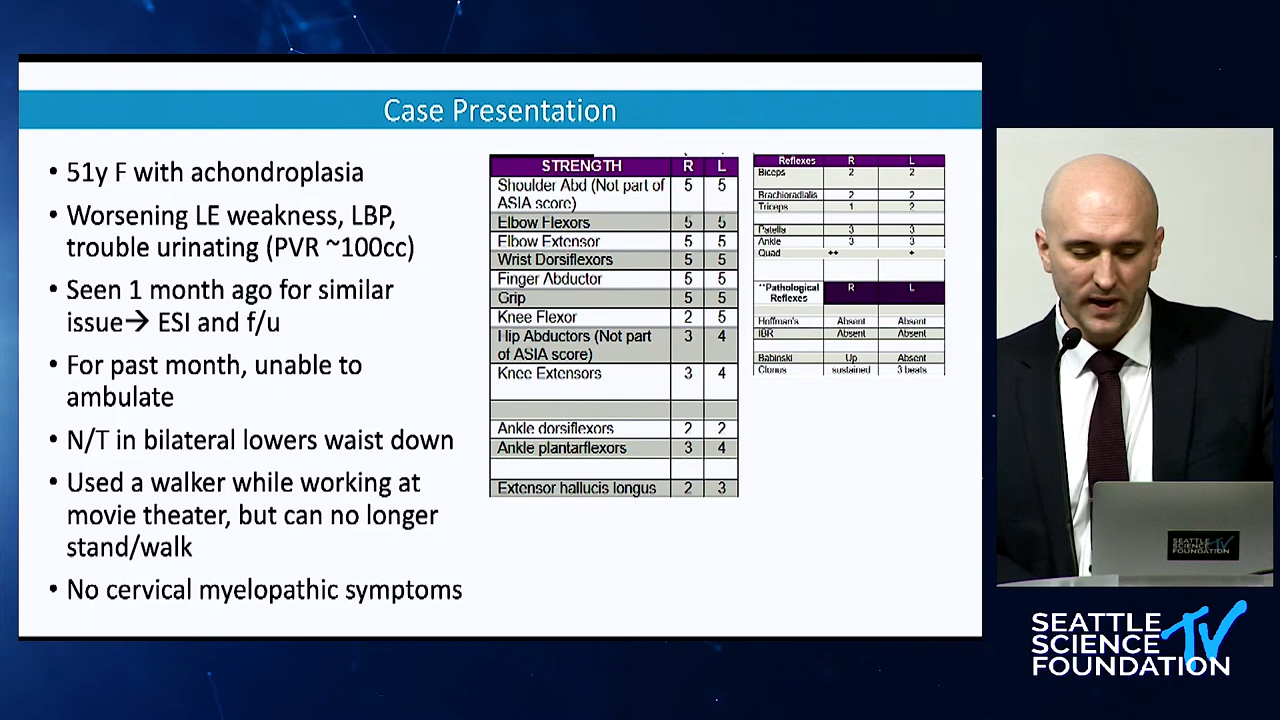 Case Presentation
• 51y F with achondroplasia
• Worsening LE weakness, LBP,
trouble urinating (PVR ~100cc)
• Seen 1 month ago for similar
issue→ ESI and f/u
• For past month, unable to
ambulate
• N/T in bilateral lowers waist down
• Used a walker while working at
movie theater, but can no longer
stand/walk
• No cervical myelopathic symptoms
STRENGTH R L
Shoulder Abd (Not part of
ASIA score) 5 5
Elbow Flexors 5 5
Elbow Extensor 5 5
Wrist Dorsiflexors 5 5
Finger Abductor 5 5
Grip 5 5
Knee Flexor 2 5
Hip Abductors (Not part
of ASIA score) 3 4
Knee Extensors 3 4
Ankle dorsiflexors 2 2
Ankle plantarflexors 3 4
Extensor hallucis longus 2 3
Reflexes R L
Biceps 2 2
Brachioradialis 2 2
Triceps 1 2
Patella 3 3
Ankle 3 3
Quad ++ +
**Pathological
Reflexes R L
Hoffman's Absent Absent
IBR Absent Absent
Babinski Up Absent
Clonus sustained 3 beats
SEATTLE
SCIENCE
FOUNDATION
TV
SEATTLE
SCIENCE
FOUNDATION
TV